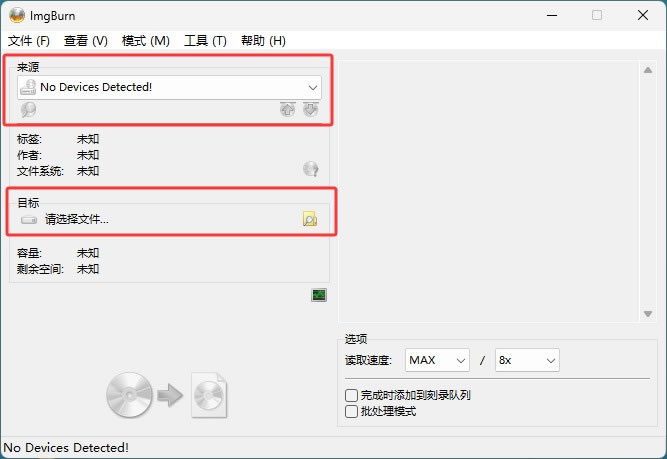 ImgBurn
文件 (F) 查看 (V) 模式 (M) 工具 (T) 帮助 (H)
来源
No Devices Detected!
标签: 未知
作者: 未知
文件系统: 未知
目标
请选择文件...
容量: 未知
剩余空间: 未知
选项
读取速度: MAX / 8x
完成时添加到刻录队列
批处理模式
No Devices Detected!